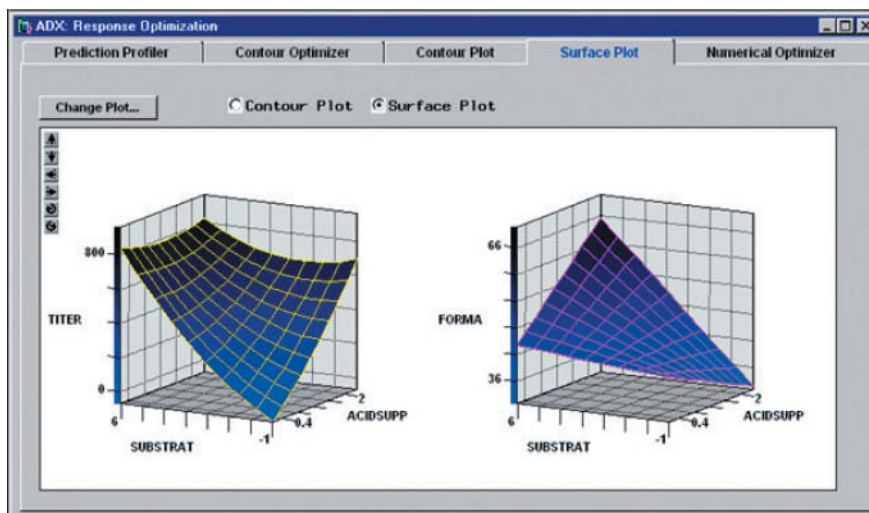 ADX: Response Optimization
Prediction Profiler Contour Optimizer Contour Plot Surface Plot Numerical Optimizer
Change Plot... Contour Plot Surface Plot
800
TITER
0
6
SUBSTRAT
-1
0.4
2
ACIDSUPP
66
FORMA
36
6
SUBSTRAT
-1
0.4
2
ACIDSUPP